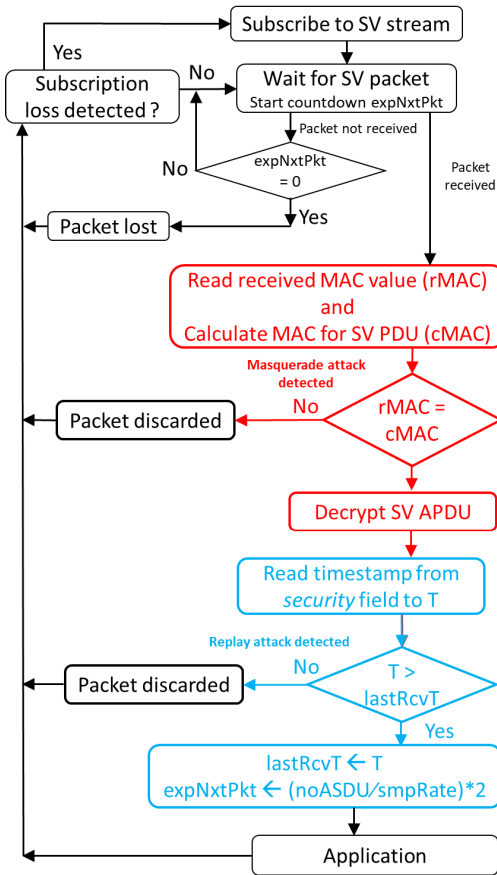 Subscribe to SV stream
Yes
Subscription
loss detected ?
No
Wait for SV packet
Start countdown expNxtPkt
Packet not received
expNxtPkt
= 0
No
Packet
received
Yes
Packet lost
Read received MAC value (rMAC)
and
Calculate MAC for SV PDU (cMAC)
Masquerade attack
detected
No
rMAC =
cMAC
Packet discarded
Decrypt SV APDU
Read timestamp from
security field to T
Replay attack detected
No
T >
lastRcvT
Packet discarded
Yes
lastRcvT ← T
expNxtPkt ← (noASDU/smpRate)*2
Application